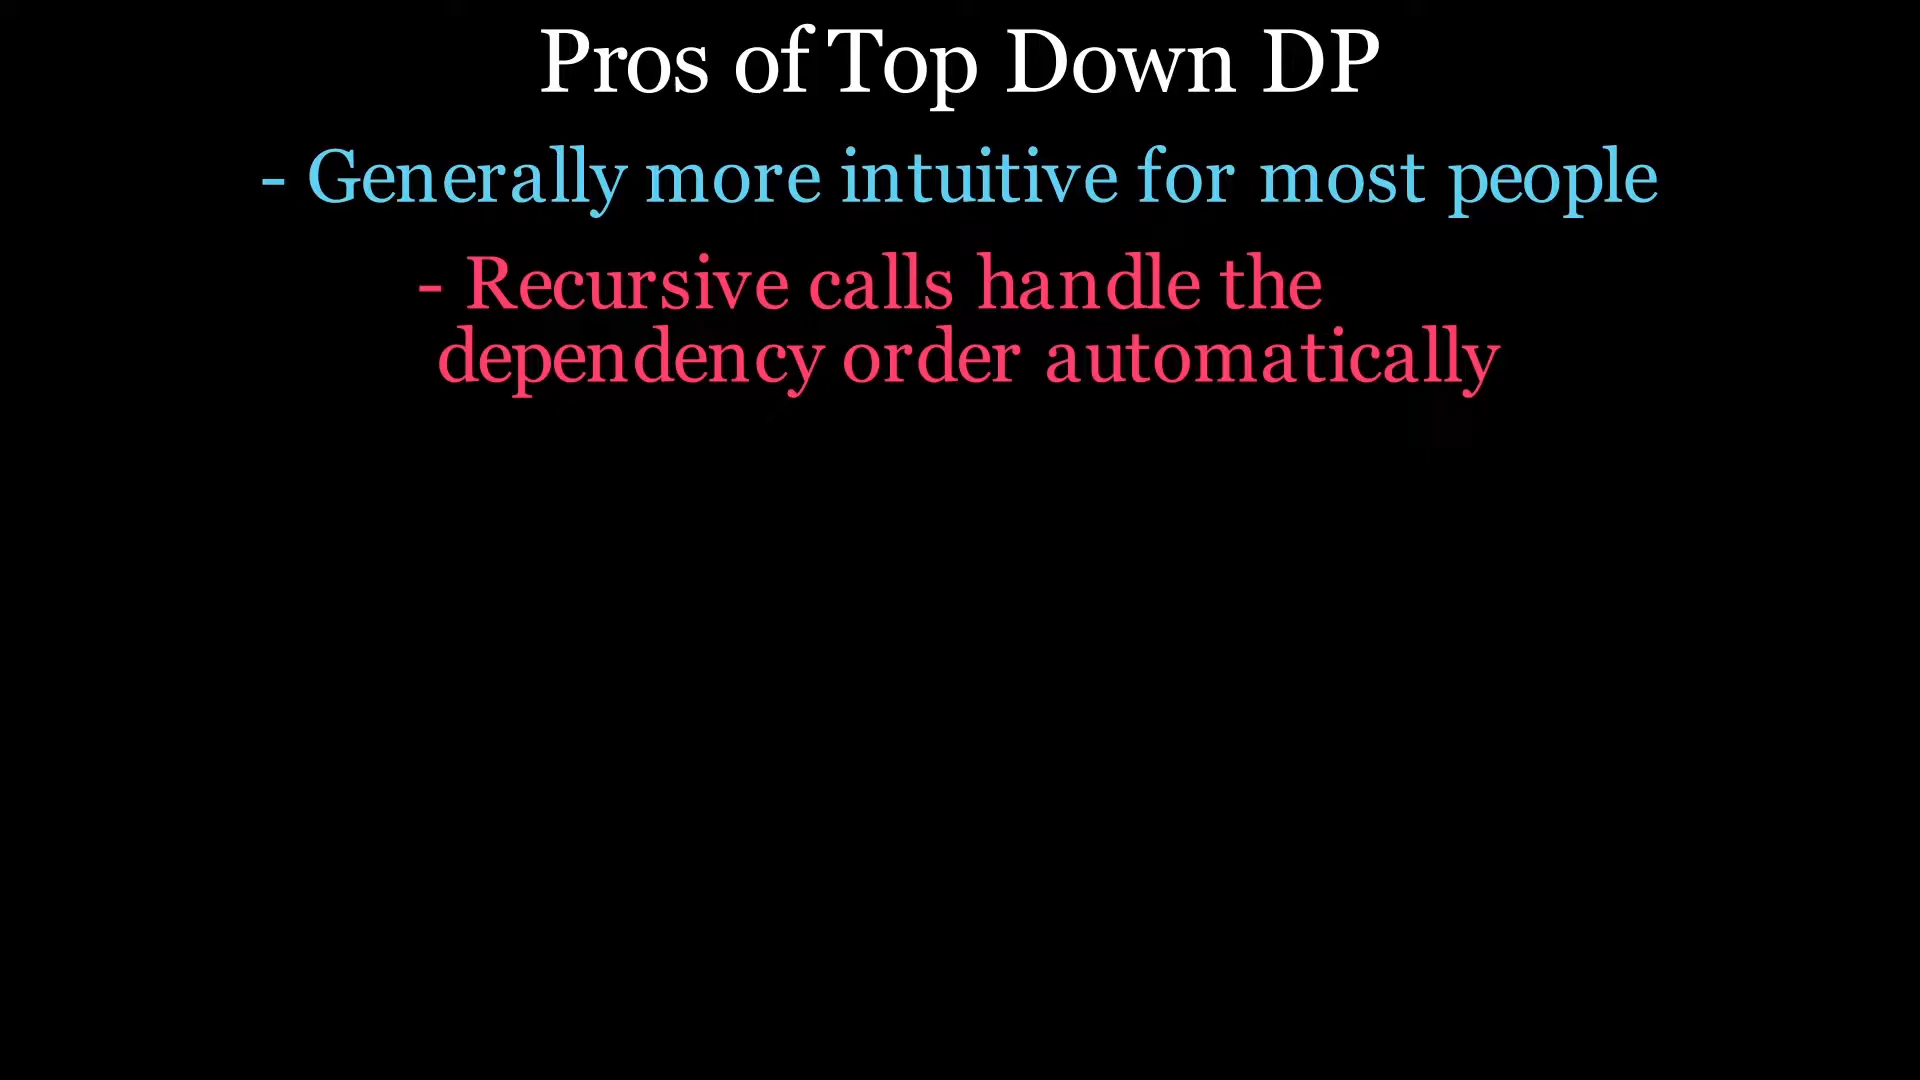 Pros of Top Down DP
- Generally more intuitive for most people
- Recursive calls handle the
dependency order automatically